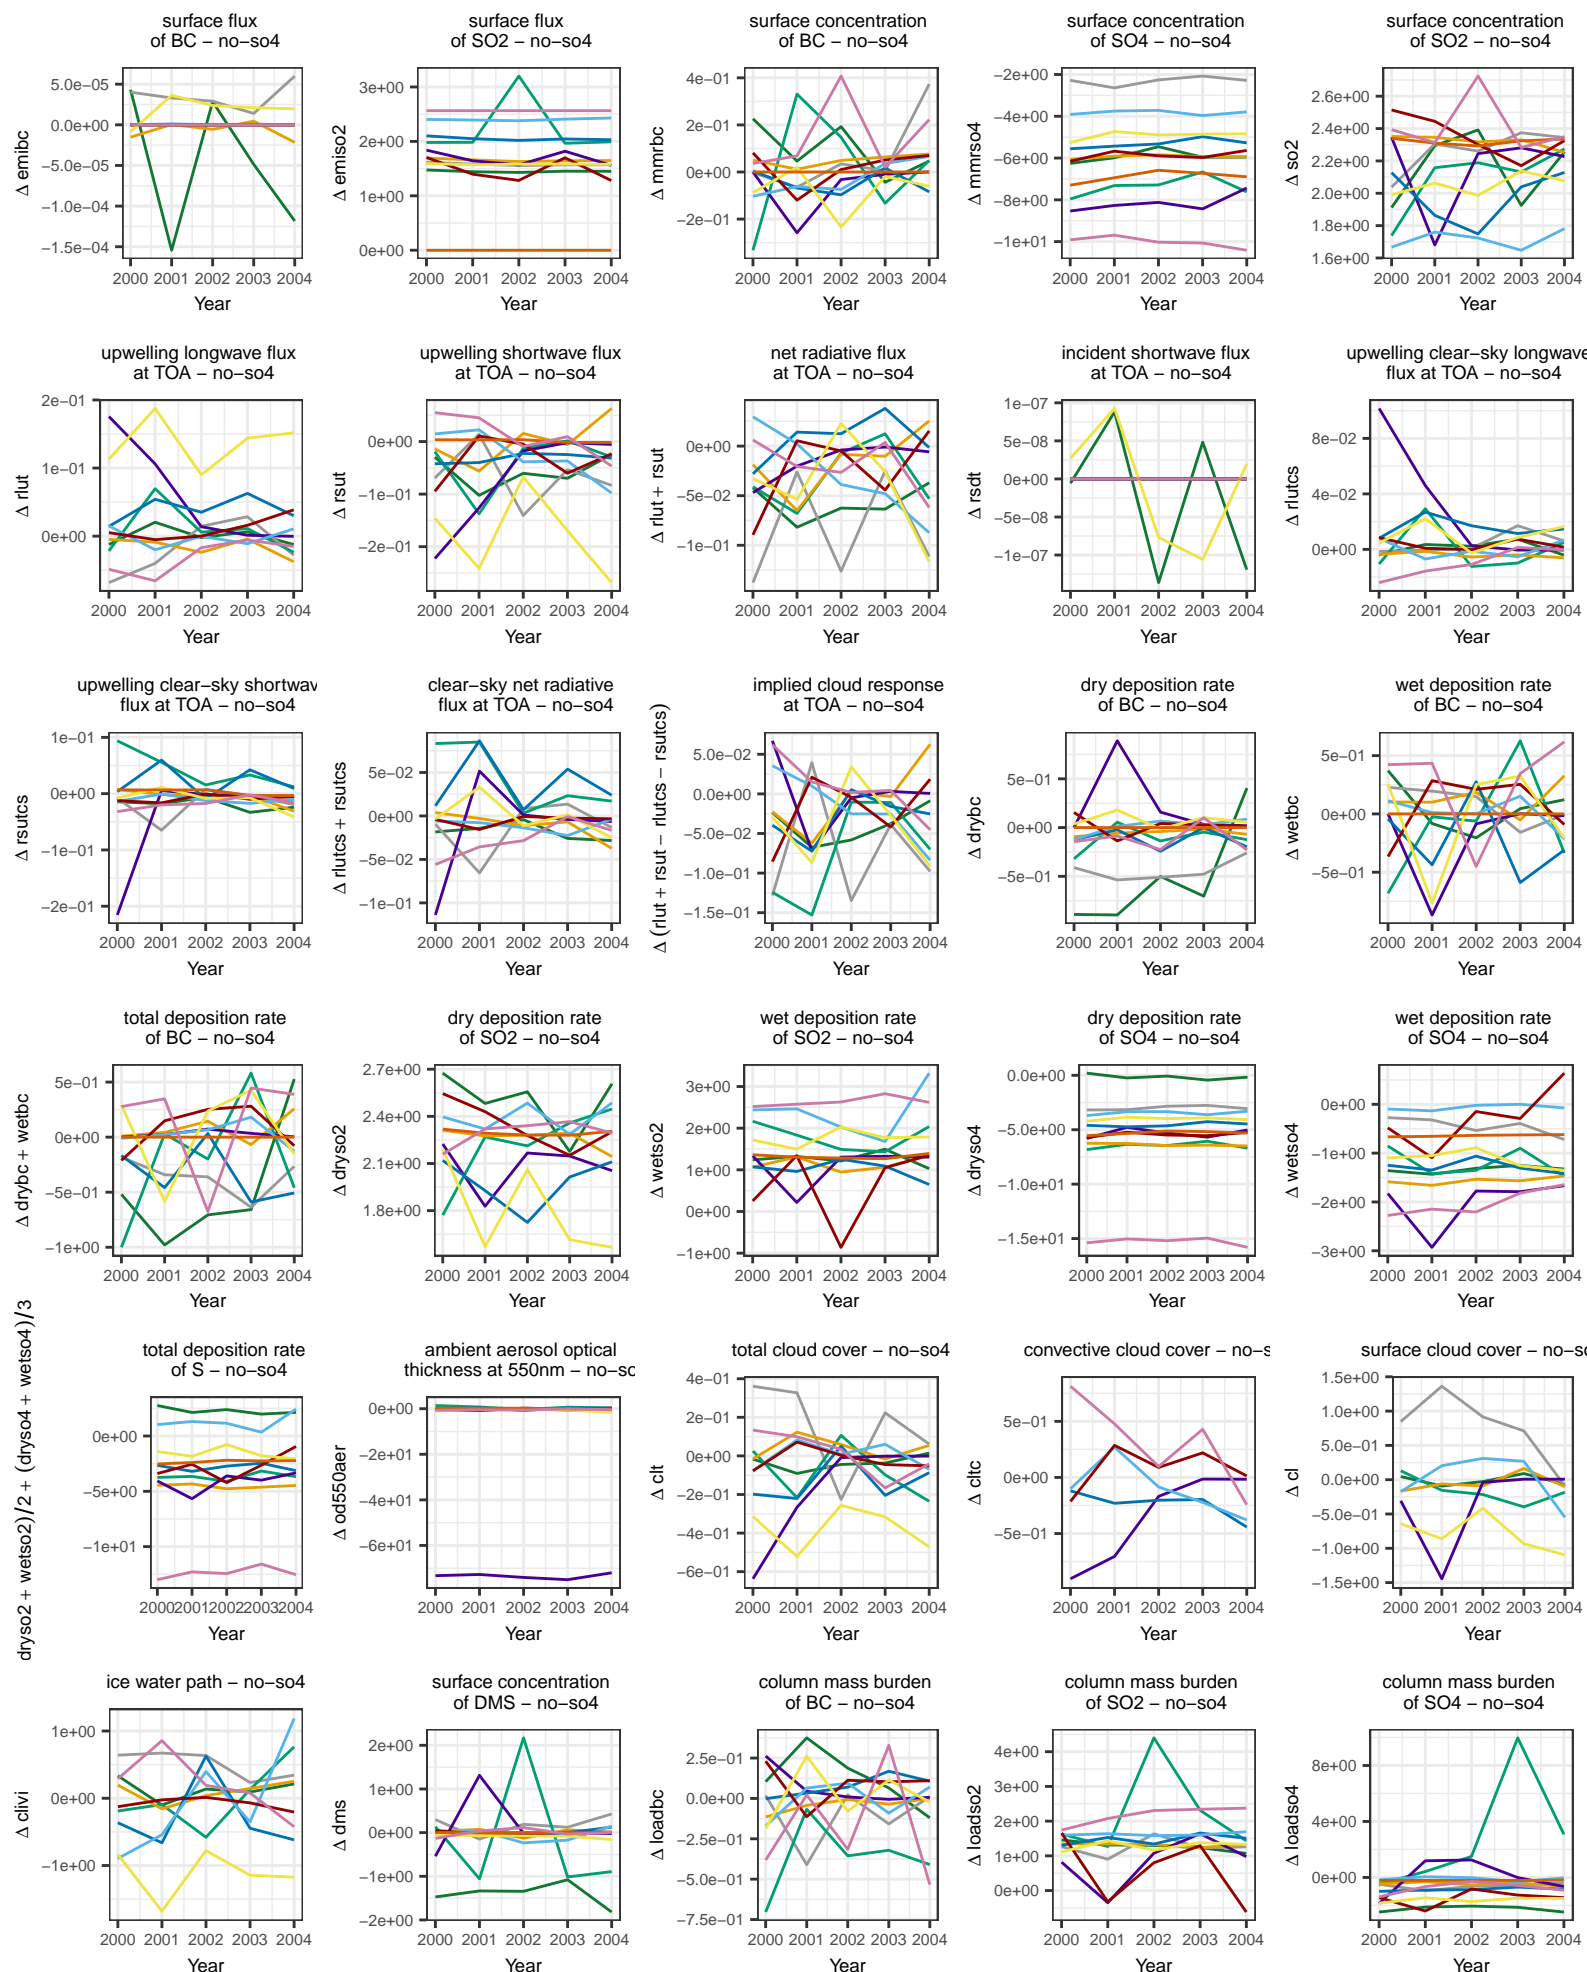 surface flux
of BC − no−so4
Δ emibc
5.0e−05
0.0e+00
−5.0e−05
−1.0e−04
−1.5e−04
2000 2001 2002 2003 2004
Year
surface flux
of SO2 − no−so4
Δ emiso2
3e+00
2e+00
1e+00
0e+00
2000 2001 2002 2003 2004
Year
surface concentration
of BC − no−so4
Δ mmrbc
4e−01
2e−01
0e+00
−2e−01
2000 2001 2002 2003 2004
Year
surface concentration
of SO4 − no−so4
Δ mmrso4
−2e+00
−4e+00
−6e+00
−8e+00
−1e+01
2000 2001 2002 2003 2004
Year
surface concentration
of SO2 − no−so4
Δ so2
2.6e+00
2.4e+00
2.2e+00
2.0e+00
1.8e+00
1.6e+00
2000 2001 2002 2003 2004
Year
upwelling longwave flux
at TOA − no−so4
Δ rlut
2e−01
1e−01
0e+00
2000 2001 2002 2003 2004
Year
upwelling shortwave flux
at TOA − no−so4
Δ rsut
0e+00
−1e−01
−2e−01
2000 2001 2002 2003 2004
Year
net radiative flux
at TOA − no−so4
Δ rlut + rsut
0e+00
−5e−02
−1e−01
2000 2001 2002 2003 2004
Year
incident shortwave flux
at TOA − no−so4
Δ rsdt
1e−07
5e−08
0e+00
−5e−08
−1e−07
2000 2001 2002 2003 2004
Year
upwelling clear−sky longwave
flux at TOA − no−so4
Δ rlutcs
8e−02
4e−02
0e+00
2000 2001 2002 2003 2004
Year
upwelling clear−sky shortwav
flux at TOA − no−so4
Δ rsutcs
1e−01
0e+00
−1e−01
−2e−01
2000 2001 2002 2003 2004
Year
clear−sky net radiative
flux at TOA − no−so4
Δ rlutcs + rsutcs
5e−02
0e+00
−5e−02
−1e−01
2000 2001 2002 2003 2004
Year
implied cloud response
at TOA − no−so4
Δ (rlut + rsut − rlutcs − rsutcs)
5.0e−02
0.0e+00
−5.0e−02
−1.0e−01
−1.5e−01
2000 2001 2002 2003 2004
Year
dry deposition rate
of BC − no−so4
Δ drybc
5e−01
0e+00
−5e−01
2000 2001 2002 2003 2004
Year
wet deposition rate
of BC − no−so4
Δ wetbc
5e−01
0e+00
−5e−01
2000 2001 2002 2003 2004
Year
total deposition rate
of BC − no−so4
Δ drybc + wetbc
5e−01
0e+00
−5e−01
−1e+00
2000 2001 2002 2003 2004
Year
dry deposition rate
of SO2 − no−so4
Δ dryso2
2.7e+00
2.4e+00
2.1e+00
1.8e+00
2000 2001 2002 2003 2004
Year
wet deposition rate
of SO2 − no−so4
Δ wetso2
3e+00
2e+00
1e+00
0e+00
−1e+00
2000 2001 2002 2003 2004
Year
dry deposition rate
of SO4 − no−so4
Δ dryso4
0.0e+00
−5.0e+00
−1.0e+01
−1.5e+01
2000 2001 2002 2003 2004
Year
wet deposition rate
of SO4 − no−so4
Δ wetso4
0e+00
−1e+00
−2e+00
−3e+00
2000 2001 2002 2003 2004
Year
total deposition rate
of S − no−so4
dryso2 + wetso2)/2 + (dryso4 + wetso4)/3
0e+00
−5e+00
−1e+01
2000 2001 2002 2003 2004
Year
ambient aerosol optical
thickness at 550nm − no−sc
Δ od550aer
0e+00
−2e+01
−4e+01
−6e+01
2000 2001 2002 2003 2004
Year
total cloud cover − no−so4
Δ clt
4e−01
2e−01
0e+00
−2e−01
−4e−01
−6e−01
2000 2001 2002 2003 2004
Year
convective cloud cover − no−s
Δ cltc
5e−01
0e+00
−5e−01
2000 2001 2002 2003 2004
Year
surface cloud cover − no−so
Δ cl
1.5e+00
1.0e+00
5.0e−01
0.0e+00
−5.0e−01
−1.0e+00
−1.5e+00
2000 2001 2002 2003 2004
Year
ice water path − no−so4
Δ clivi
1e+00
0e+00
−1e+00
2000 2001 2002 2003 2004
Year
surface concentration
of DMS − no−so4
Δ dms
2e+00
1e+00
0e+00
−1e+00
−2e+00
2000 2001 2002 2003 2004
Year
column mass burden
of BC − no−so4
Δ loadbc
2.5e−01
0.0e+00
−2.5e−01
−5.0e−01
−7.5e−01
2000 2001 2002 2003 2004
Year
column mass burden
of SO2 − no−so4
Δ loadso2
4e+00
3e+00
2e+00
1e+00
0e+00
2000 2001 2002 2003 2004
Year
column mass burden
of SO4 − no−so4
Δ loadso4
8e+00
4e+00
0e+00
2000 2001 2002 2003 2004
Year